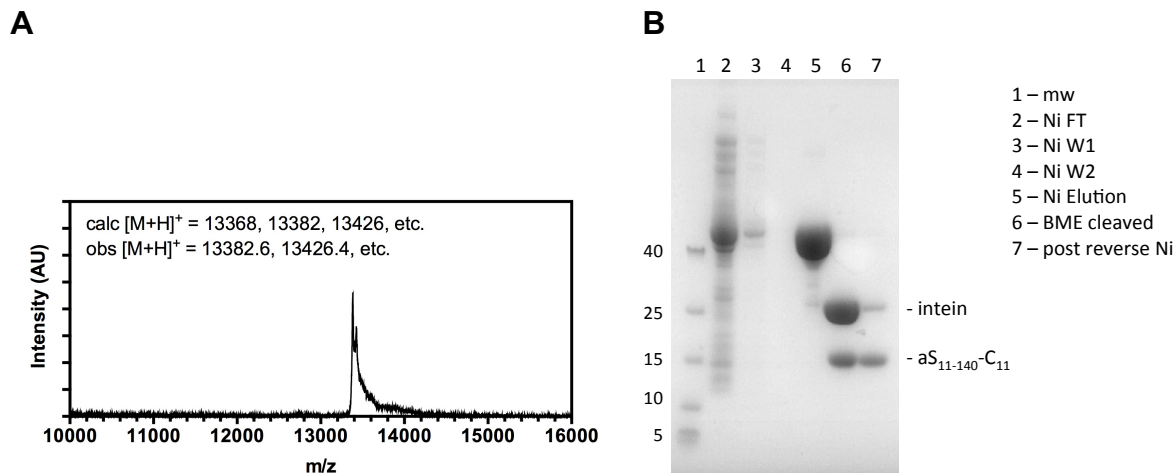 A
calc [M+H]+ = 13368, 13382, 13426, etc.
obs [M+H]+ = 13382.6, 13426.4, etc.
Intensity (AU)
10000 11000 12000 13000 14000 15000 16000
m/z
B
1 2 3 4 5 6 7
40
25
15
10
5
- intein
- aS11-140-C11
1 – mw
2 – Ni FT
3 – Ni W1
4 – Ni W2
5 – Ni Elution
6 – BME cleaved
7 – post reverse Ni